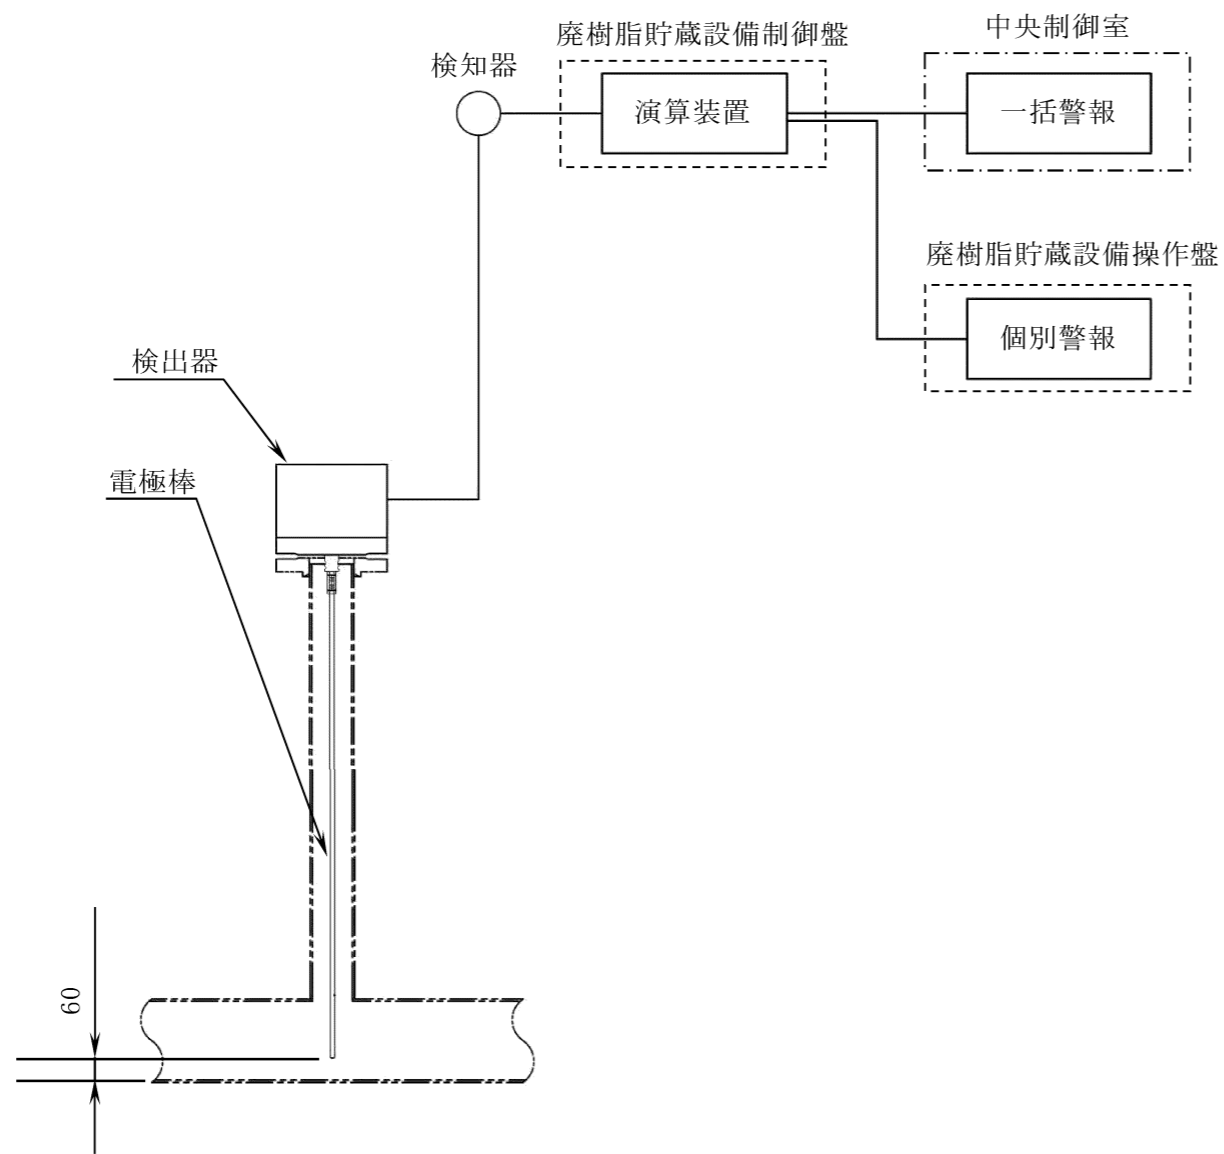 中央制御室
廃樹脂貯蔵設備制御盤
検知器
演算装置
一括警報
廃樹脂貯蔵設備操作盤
個別警報
検出器
電極棒
60